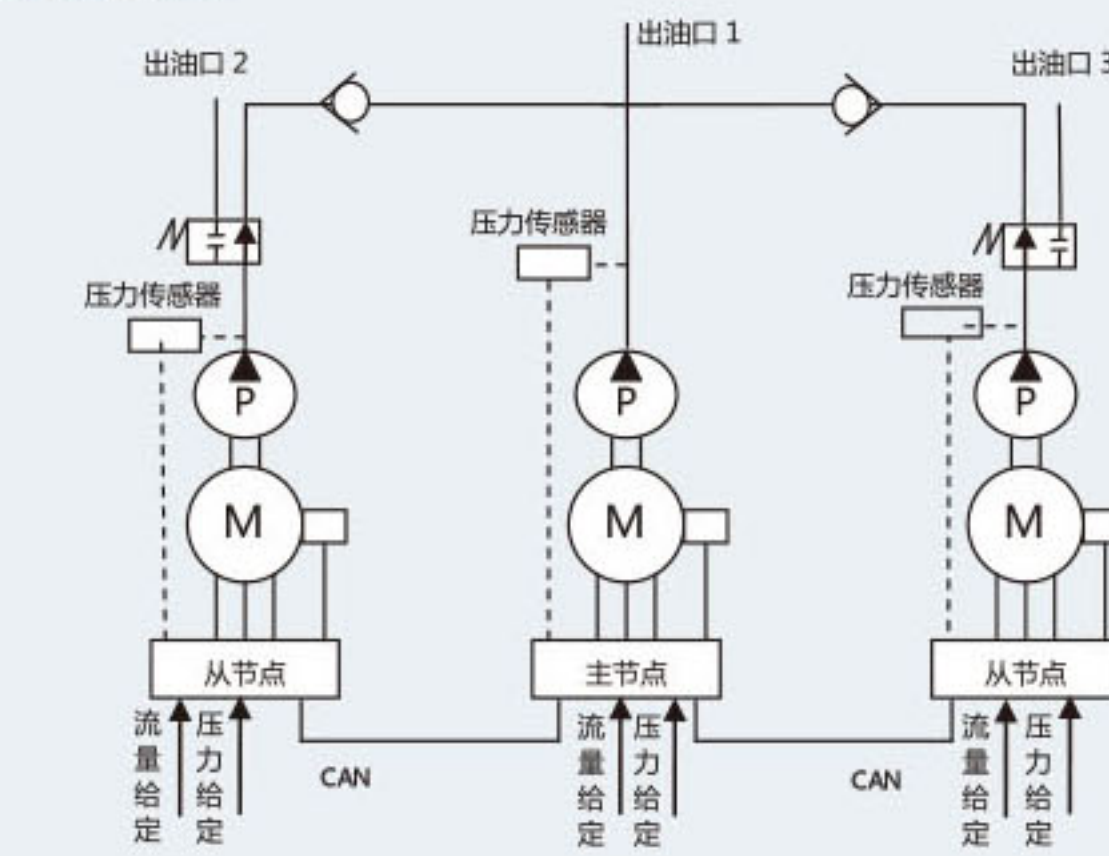 出油口 1
出油口 2
出油口 3
压力传感器
压力传感器
压力传感器
P
P
P
M
M
M
从节点
主节点
从节点
流量给定
压力给定
流量给定
压力给定
流量给定
压力给定
CAN
CAN